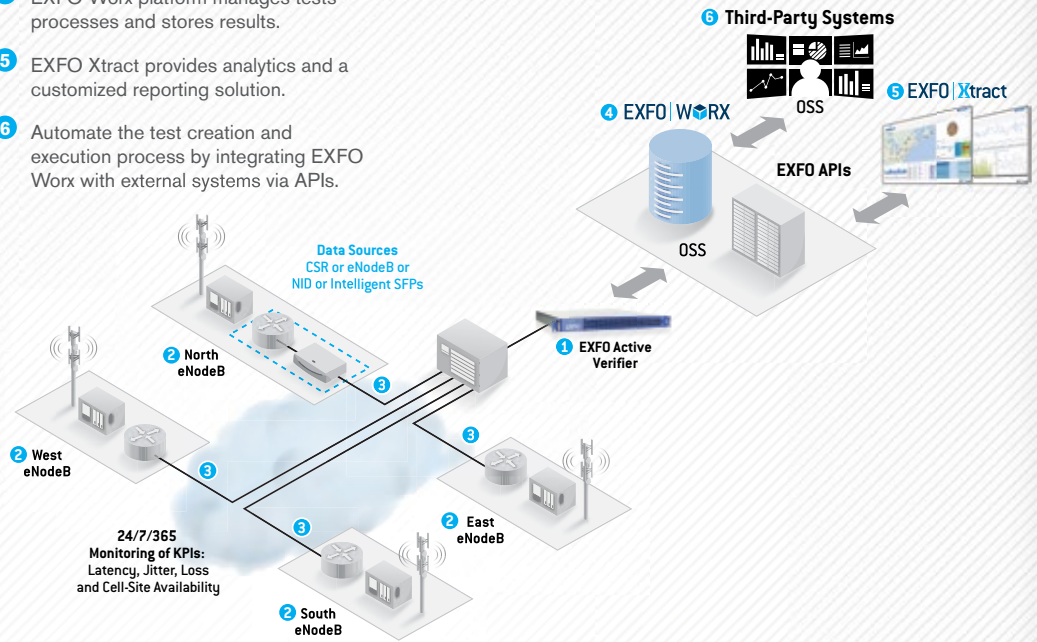 EXFO Worx platform manages tests
processes and stores results.
5 EXFO Xtract provides analytics and a
customized reporting solution.
6 Automate the test creation and
execution process by integrating EXFO
Worx with external systems via APIs.
6 Third-Party Systems
OSS
4 EXFO | WORX
5 EXFO | Xtract
EXFO APIs
OSS
Data Sources
CSR or eNodeB or
NID or Intelligent SFPs
1 EXFO Active
Verifier
2 North
eNodeB
3
2 West
eNodeB
3
3
2 East
eNodeB
24/7/365
Monitoring of KPIs:
Latency, Jitter, Loss
and Cell-Site Availability
3
2 South
eNodeB